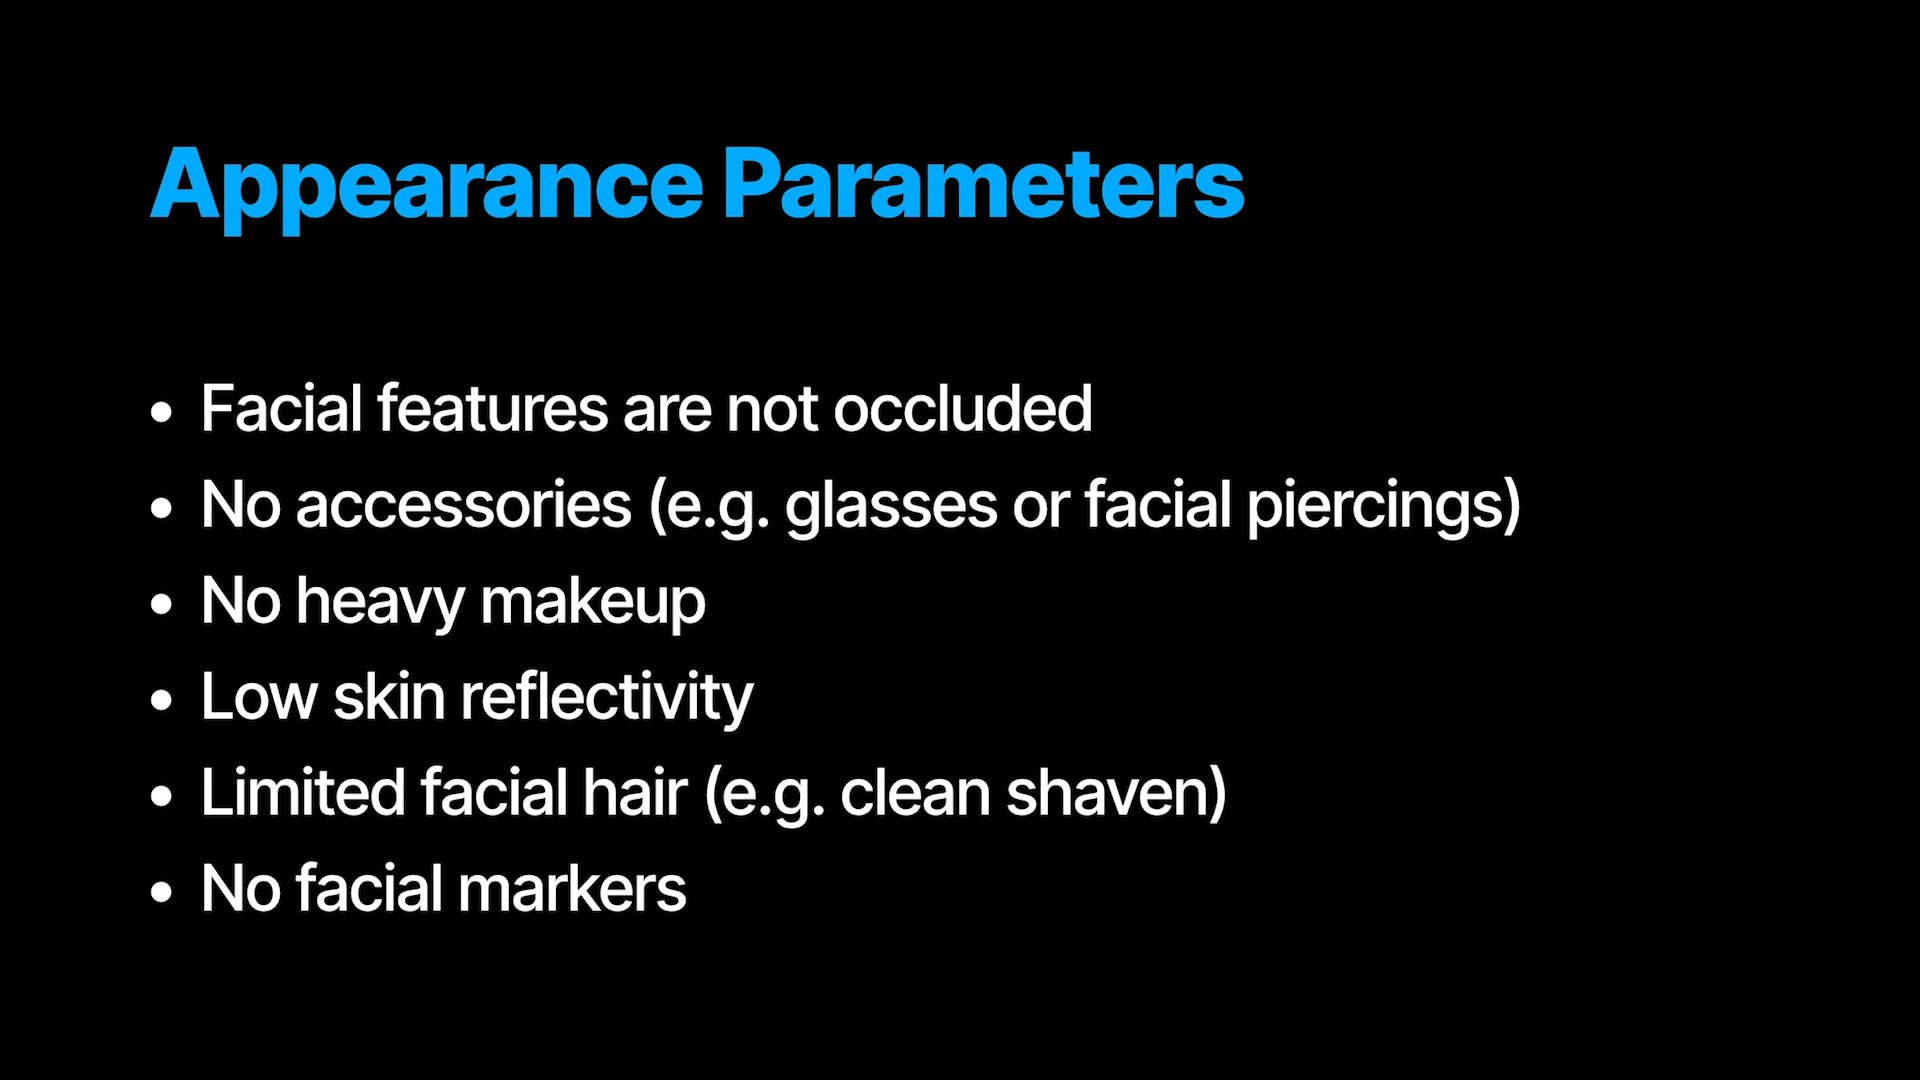 Appearance Parameters
• Facial features are not occluded
• No accessories (e.g. glasses or facial piercings)
• No heavy makeup
• Low skin reflectivity
• Limited facial hair (e.g. clean shaven)
• No facial markers